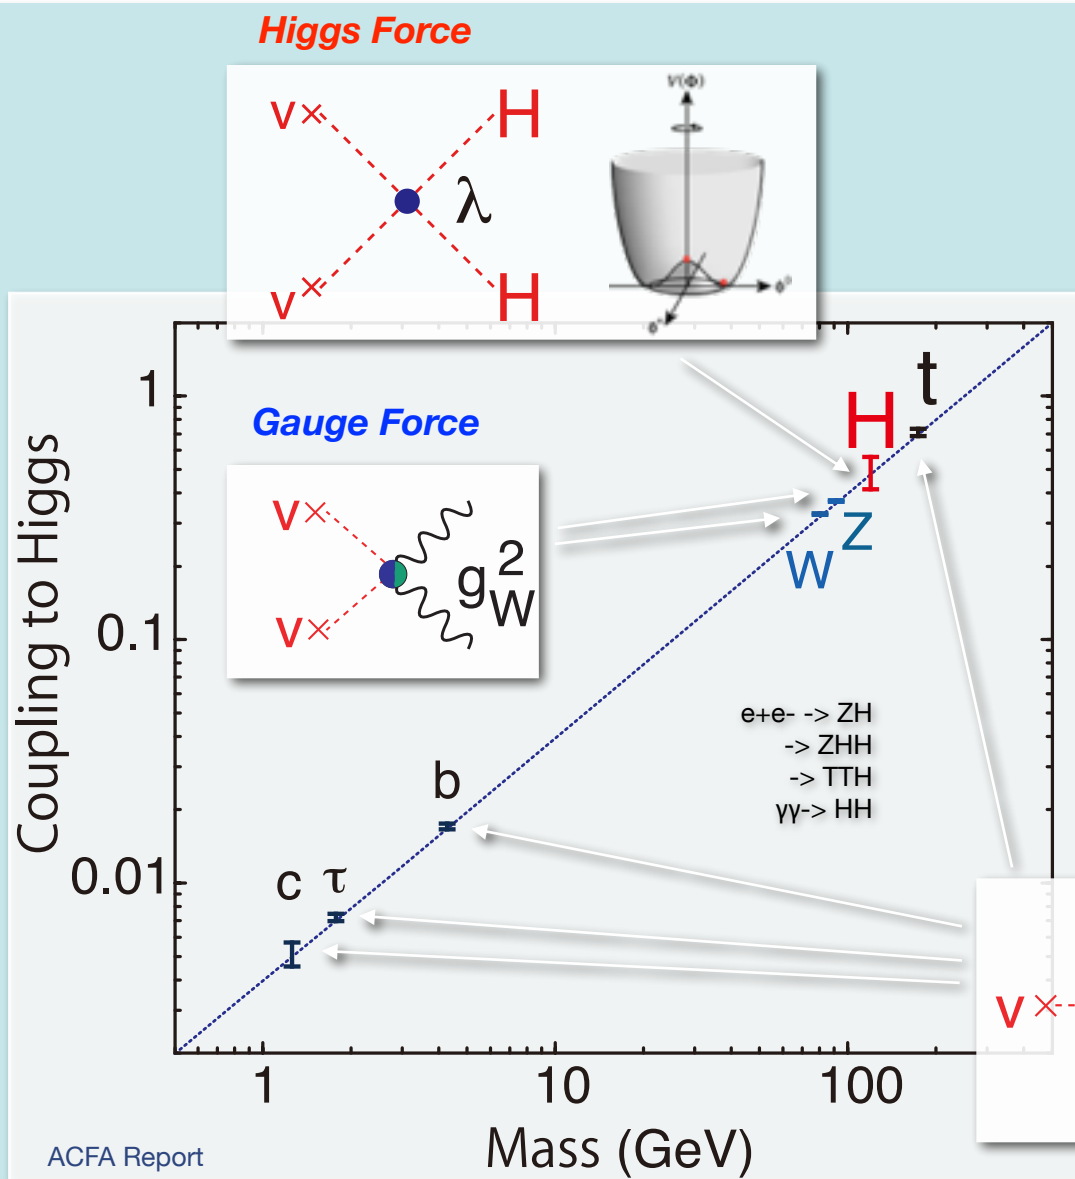 Higgs Force
V(Φ)
v × H
λ
v × H
1
H
t
Gauge Force
v ×
g²W
v ×
Z
W
Coupling to Higgs
0.1
e+e- -> ZH
-> ZHH
-> TTH
γγ-> HH
b
0.01
c τ
v ×
1 10 100
Mass (GeV)
ACFA Report